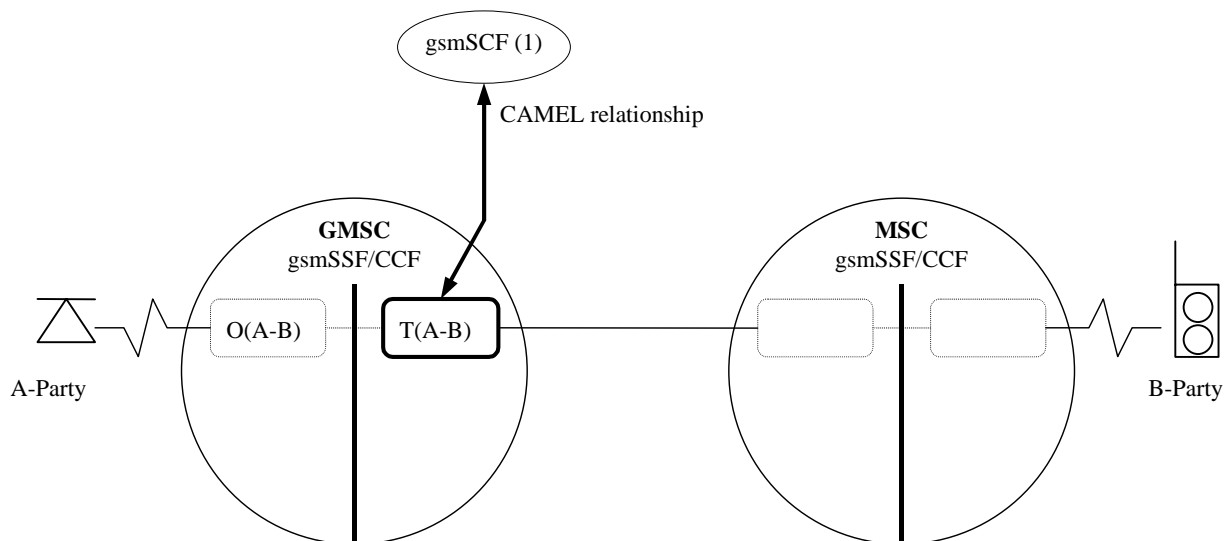 gsmSCF (1)
CAMEL relationship
GMSC
gsmSSF/CCF
MSC
gsmSSF/CCF
O(A-B)
T(A-B)
A-Party
B-Party